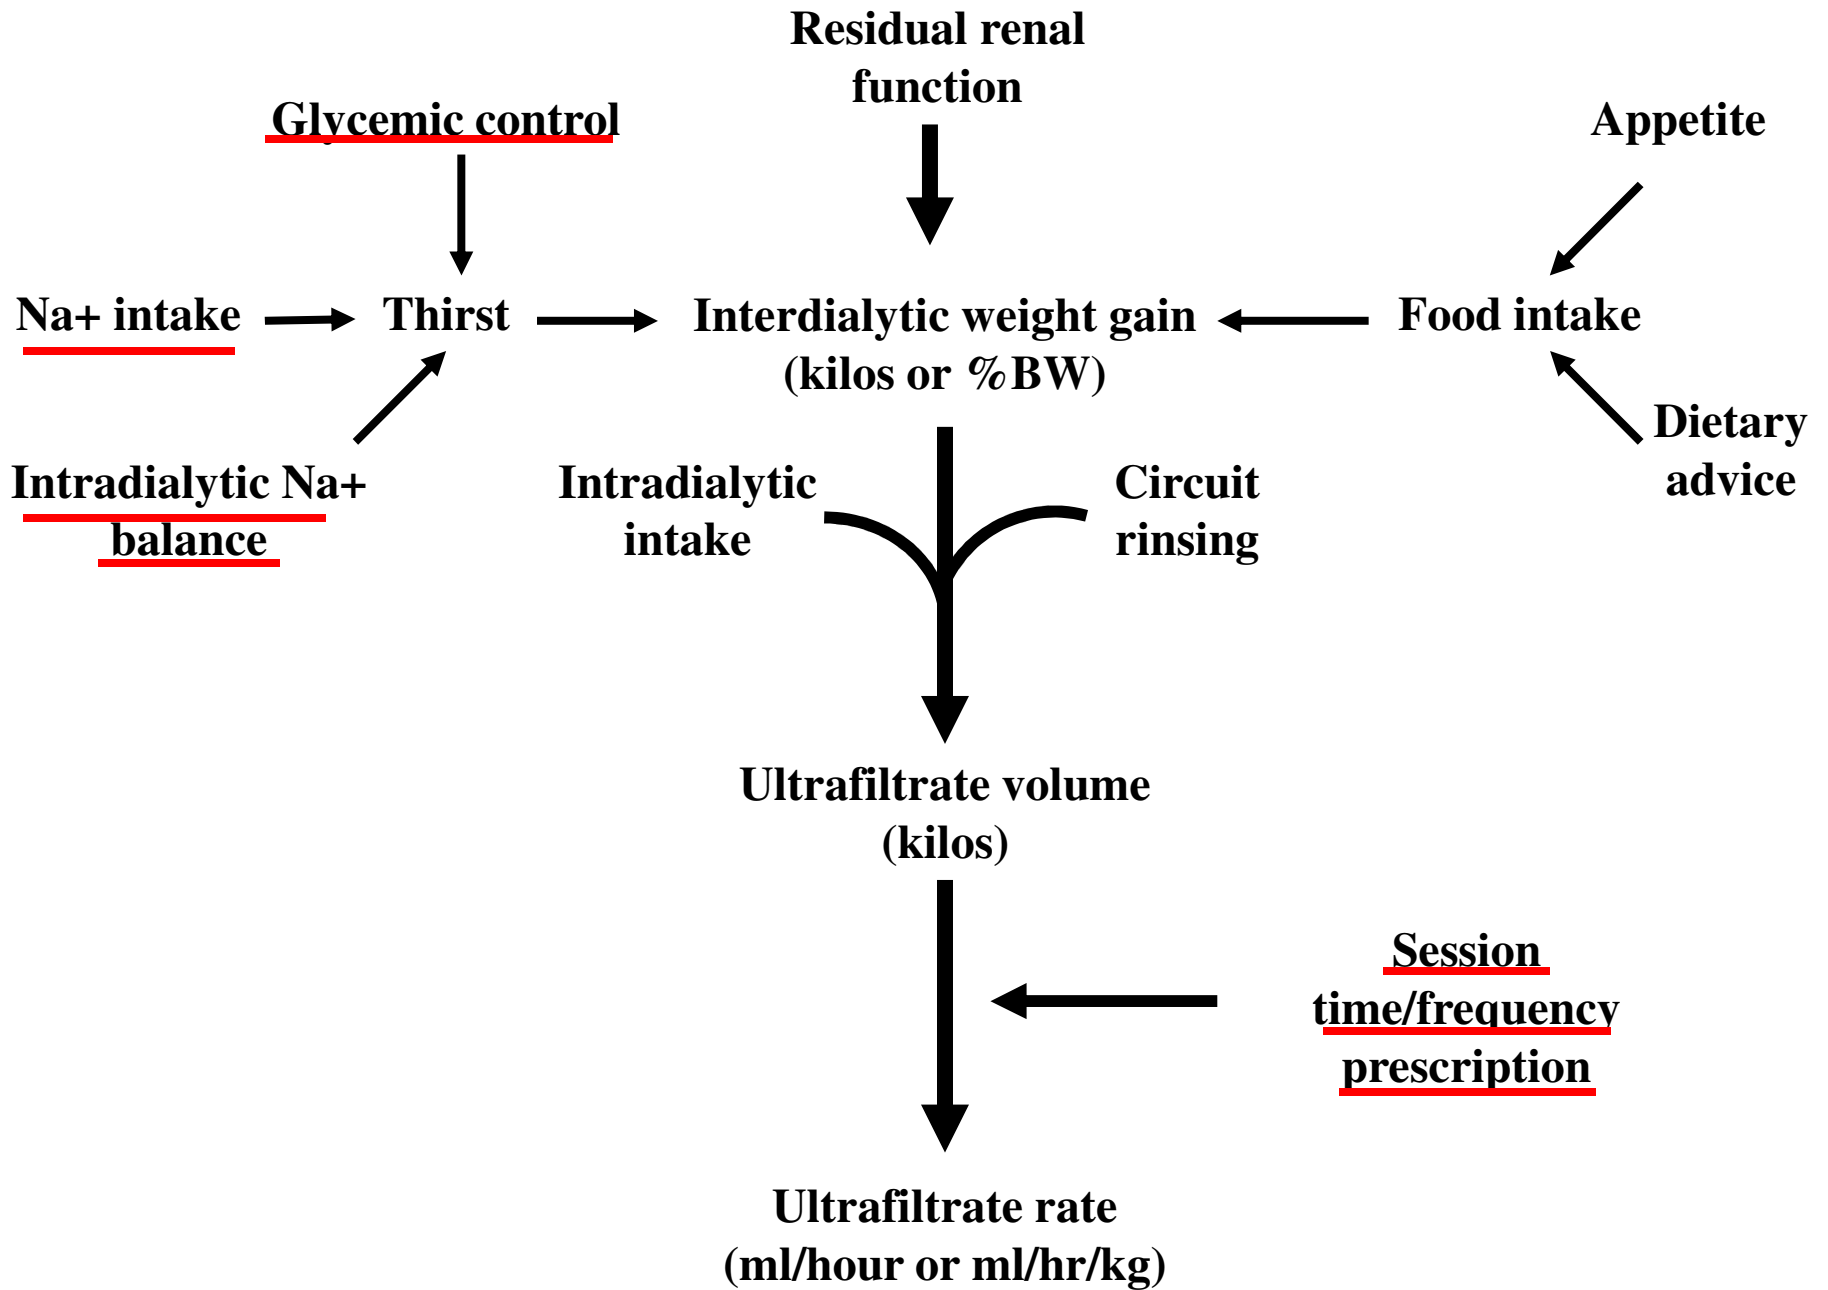 Residual renal
function
Glycemic control
Appetite
Na+ intake
Thirst
Interdialytic weight gain
(kilos or %BW)
Food intake
Dietary
advice
Intradialytic Na+
balance
Intradialytic
intake
Circuit
rinsing
Ultrafiltrate volume
(kilos)
Session
time/frequency
prescription
Ultrafiltrate rate
(ml/hour or ml/hr/kg)